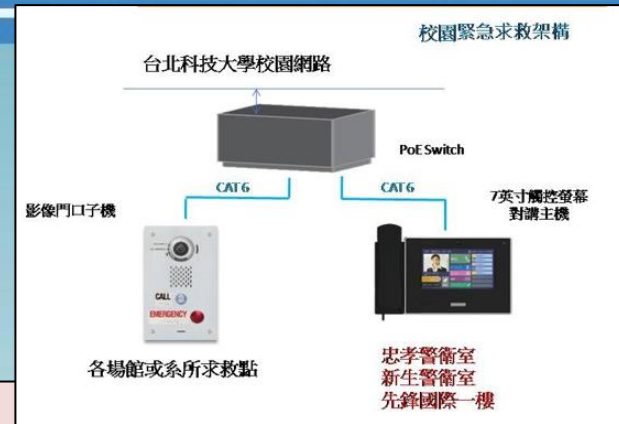 校園緊急求救架構
台北科技大學校園網路
PoE Switch
CAT6
CAT6
影像門口子機
7英寸觸控螢幕
對講主機
CALL
EMERGENCY
各場館或系所求救點
忠孝警衛室
新生警衛室
先鋒國際一樓